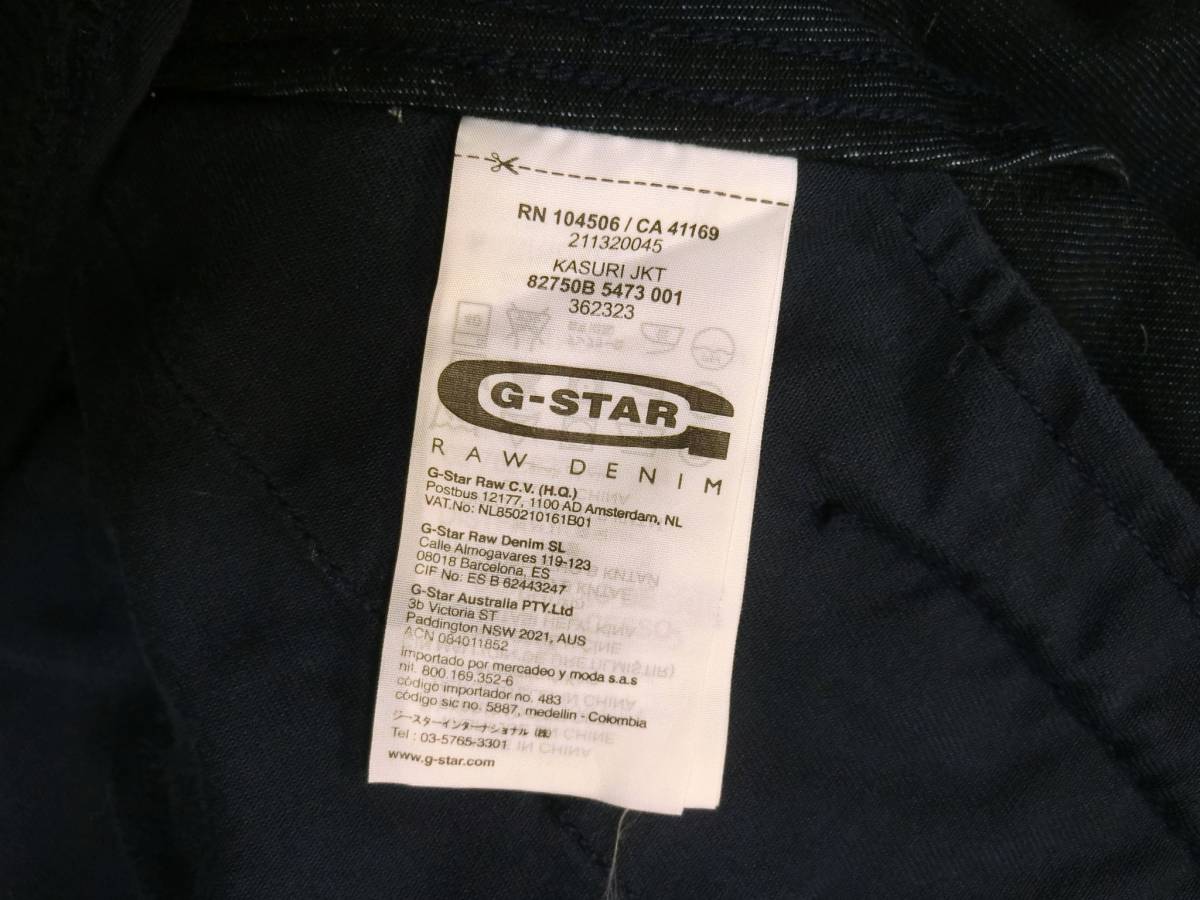 RN 104506 / CA 41169
211320045
KASURI JKT
82750B 5473 001
362323
G-STAR
RAW DENIM
G-Star Raw C.V. (H.Q.)
Postbus 12177, 1100 AD Amsterdam, NL
VAT.No: NL850210161B01
G-Star Raw Denim SL
Calle Almogavares 119-123
08018 Barcelona, ES
CIF No: ES B 62443247
G-Star Australia PTY.Ltd
3b Victoria ST
Paddington NSW 2021, AUS
ACN 084011852
importado por mercadeo y moda s.a.s
nit. 800.169.352-6
código importador no. 483
código sic no. 5887, medellin - Colombia
ジースターインターナショナル (株)
Tel : 03-5765-3301
www.g-star.com